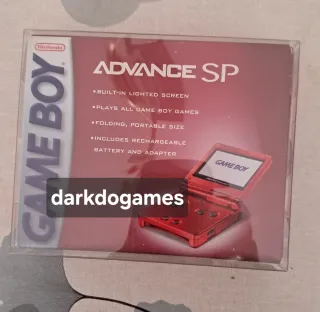 Nintendo
GAME BOY
ADVANCE SP
•BUILT-IN LIGHTED SCREEN
•PLAYS ALL GAME BOY GAMES
•FOLDING, PORTABLE SIZE
•INCLUDES RECHARGEABLE
BATTERY AND ADAPTER
GAME BOY
darkdogames